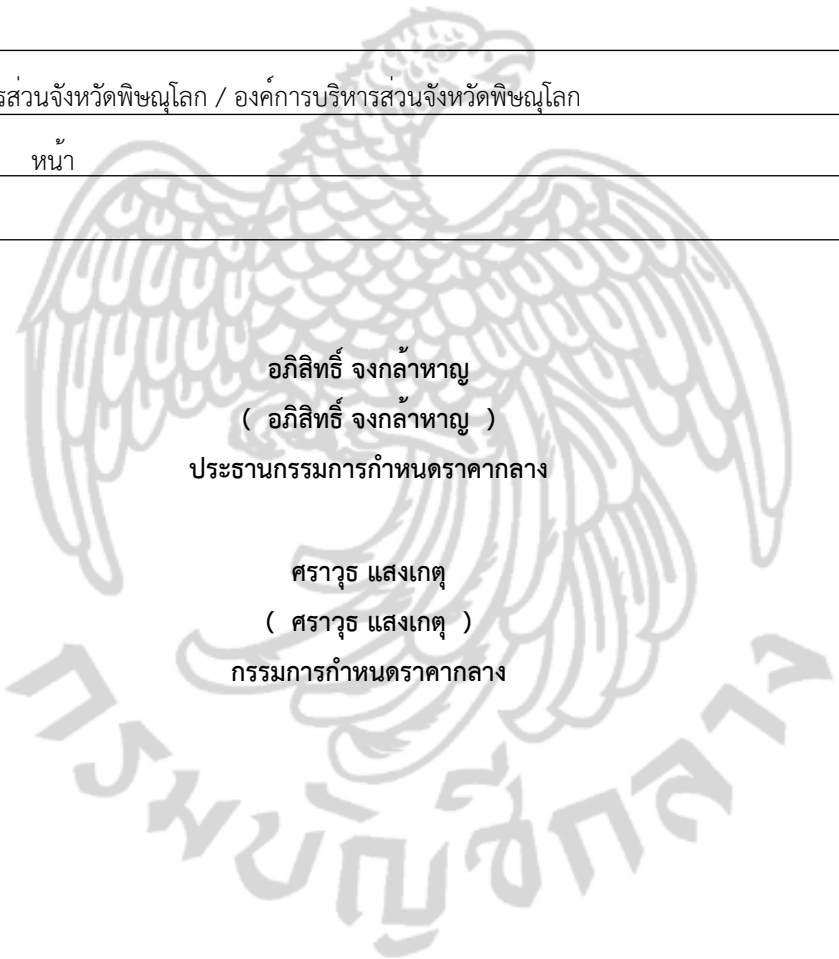 รส่วนจังหวัดพิษณุโลก / องค์การบริหารส่วนจังหวัดพิษณุโลก
หน้า
อภิสิทธิ์ จงกล้าหาญ
( อภิสิทธิ์ จงกล้าหาญ )
ประธานกรรมการกำหนดราคากลาง
ศราวุธ แสงเกตุ
( ศราวุธ แสงเกตุ )
กรรมการกำหนดราคากลาง
กรมบัญชีกลาง